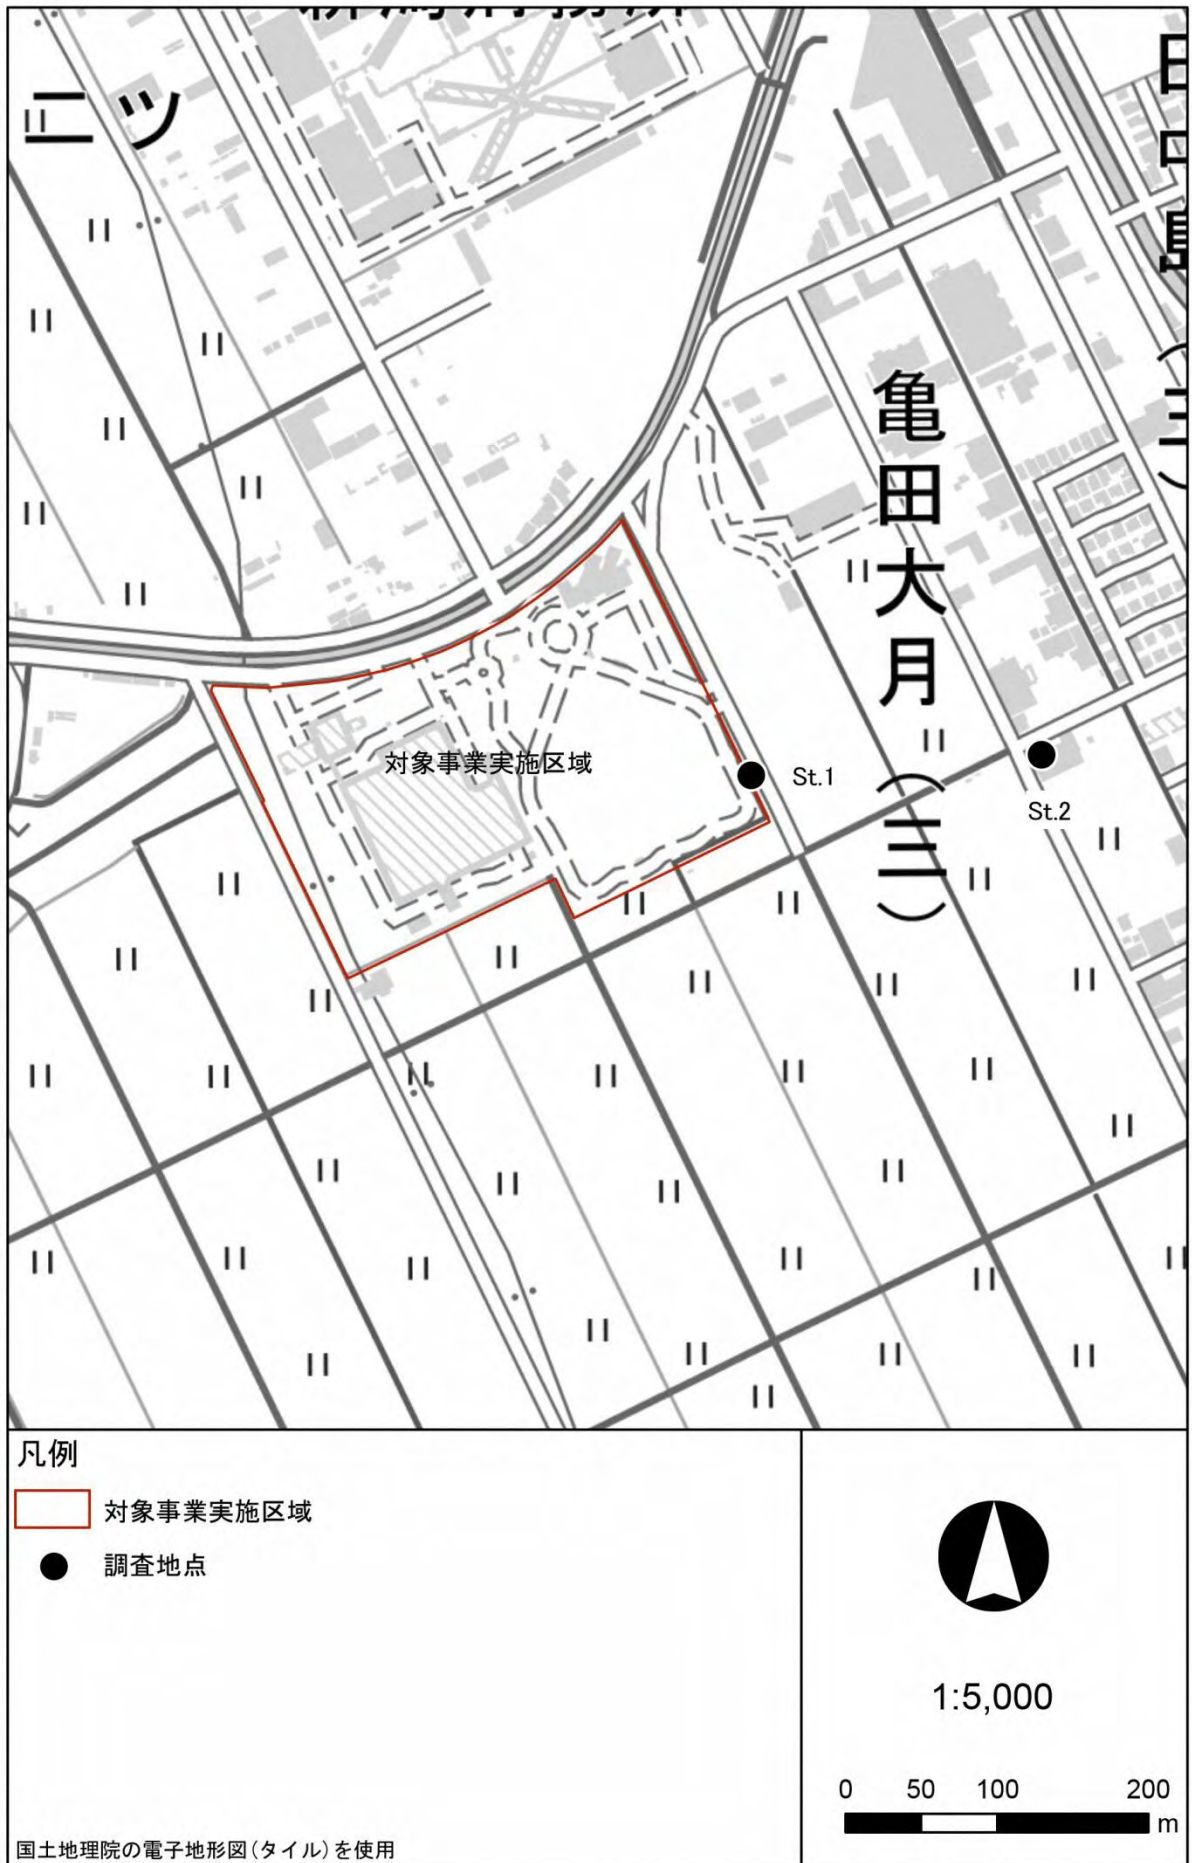 二ツ
亀田大月(三)
対象事業実施区域
St.1
St.2
凡例
対象事業実施区域
調査地点
1:5,000
0 50 100 200
m
国土地理院の電子地形図(タイル)を使用